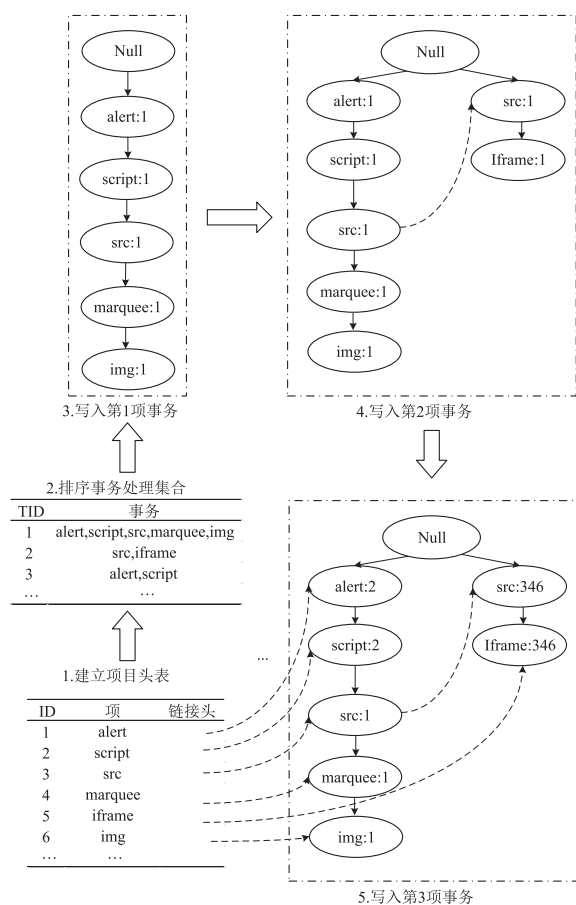 Null
alert:1
script:1
src:1
marquee:1
img:1
3.写入第1项事务
Null
alert:1
src:1
script:1
Iframe:1
src:1
marquee:1
img:1
4.写入第2项事务
2.排序事务处理集合
TID 事务
1 alert,script,src,marquee,img
2 src,iframe
3 alert,script
… …
1.建立项目头表
ID 项 链接头
1 alert
2 script
3 src
4 marquee
5 iframe
6 img
… …
...
Null
alert:2
src:346
script:2
Iframe:346
src:1
marquee:1
img:1
5.写入第3项事务